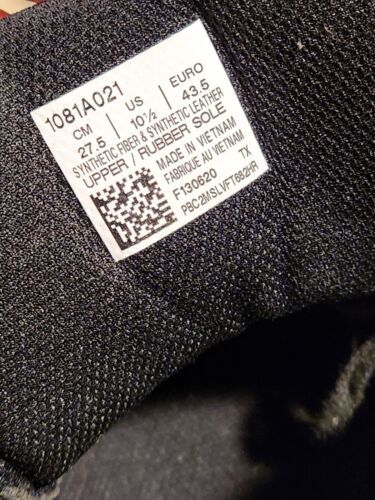 1081A021
CM | US | EURO
27.5 | 10½ | 43.5
SYNTHETIC FIBER & SYNTHETIC LEATHER
UPPER / RUBBER SOLE
MADE IN VIETNAM
FABRIQUE AU VIETNAM
F130620 TX
PBC2MSLVFT682HR